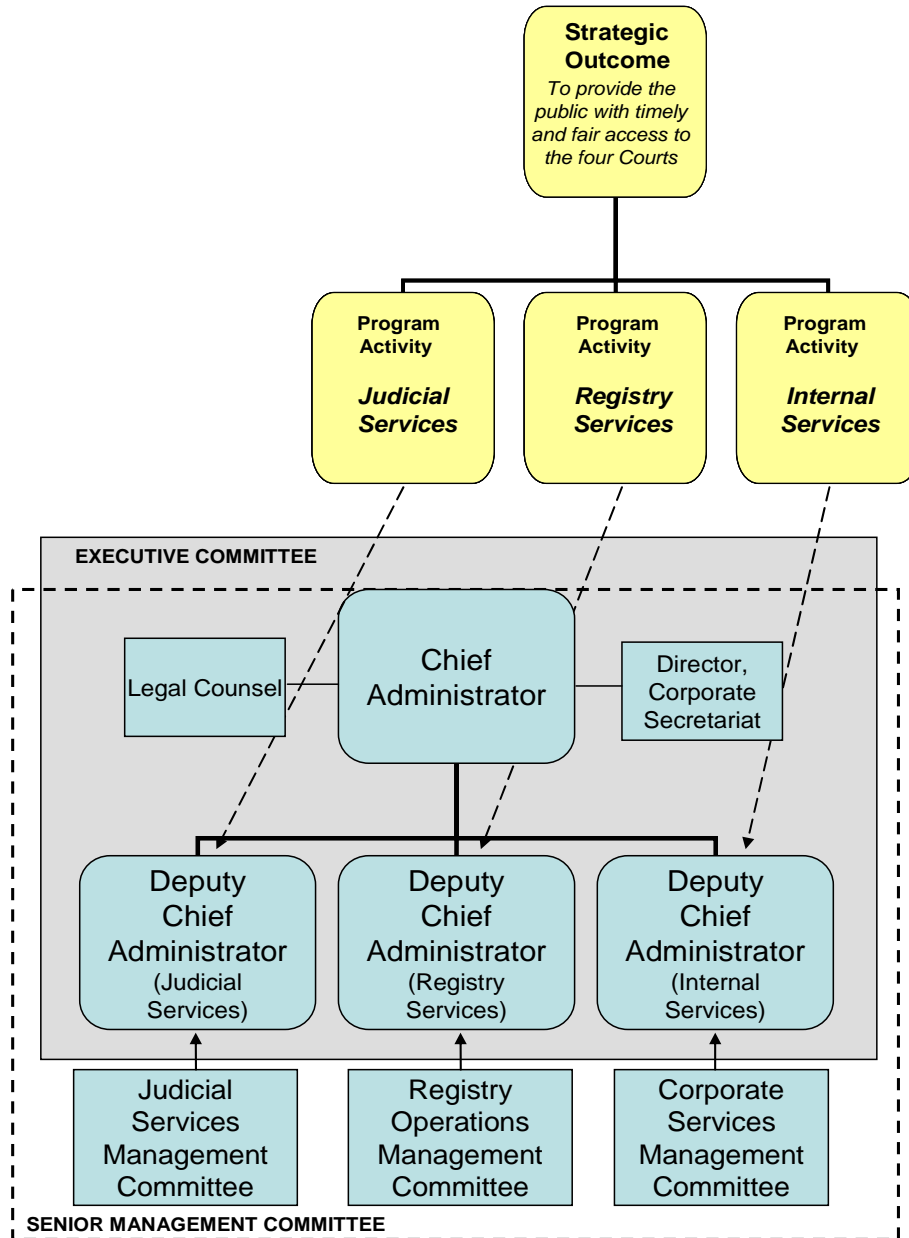 Strategic
Outcome
To provide the
public with timely
and fair access to
the four Courts
Program
Activity
Judicial
Services
Program
Activity
Registry
Services
Program
Activity
Internal
Services
EXECUTIVE COMMITTEE
Legal Counsel
Chief
Administrator
Director,
Corporate
Secretariat
Deputy
Chief
Administrator
(Judicial
Services)
Deputy
Chief
Administrator
(Registry
Services)
Deputy
Chief
Administrator
(Internal
Services)
Judicial
Services
Management
Committee
Registry
Operations
Management
Committee
Corporate
Services
Management
Committee
SENIOR MANAGEMENT COMMITTEE